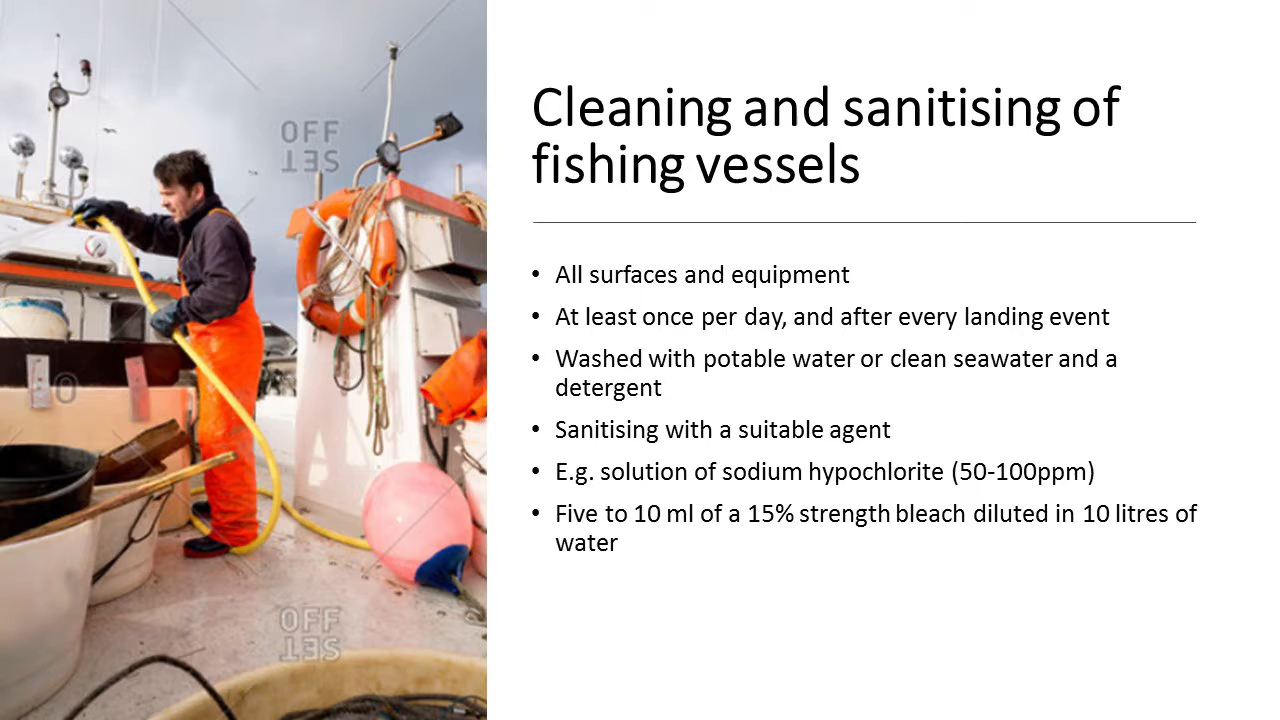 OFF
SET
O
Cleaning and sanitising of
fishing vessels
• All surfaces and equipment
• At least once per day, and after every landing event
• Washed with potable water or clean seawater and a
detergent
• Sanitising with a suitable agent
• E.g. solution of sodium hypochlorite (50-100ppm)
• Five to 10 ml of a 15% strength bleach diluted in 10 litres of
water
OFF
SET